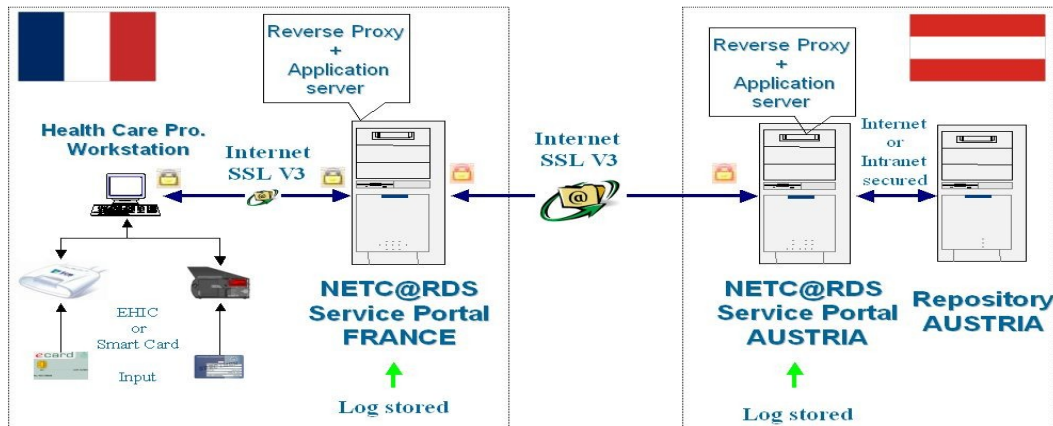 Reverse Proxy
+
Application
server
Health Care Pro.
Workstation
Internet
SSL V3
EHIC
or
Smart Card
Input
ecard
NETC@RDS
Service Portal
FRANCE
Log stored
Internet
SSL V3
@
Reverse Proxy
+
Application
server
Internet
or
Intranet
secured
NETC@RDS
Service Portal
AUSTRIA
Log stored
Repository
AUSTRIA